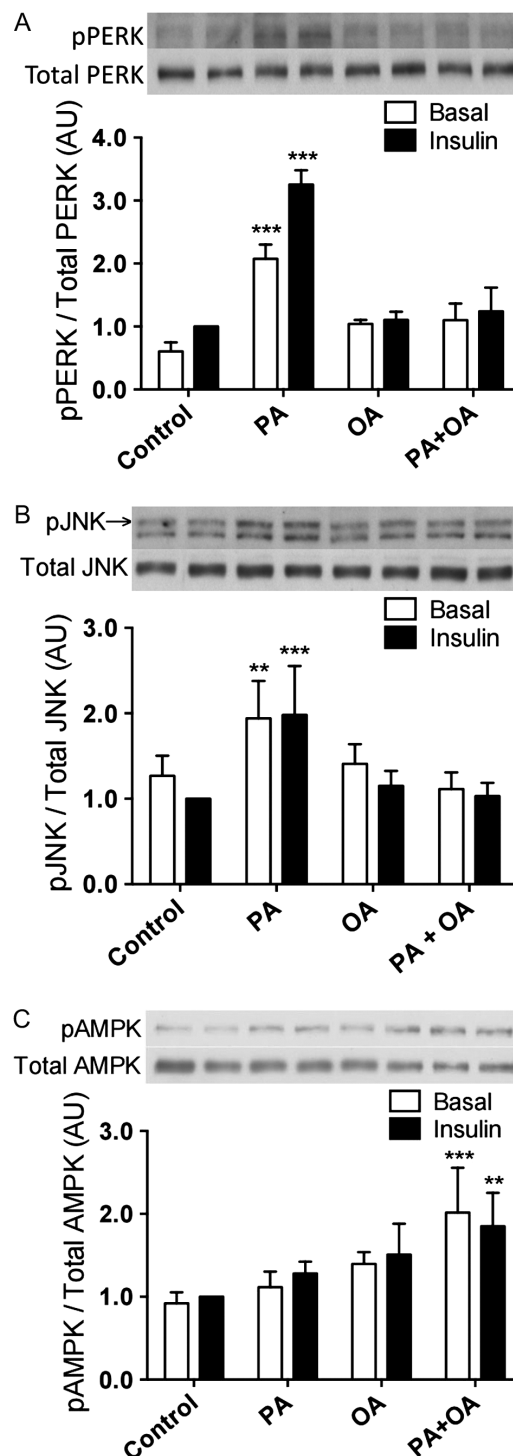 A
pPERK
Total PERK
Basal
Insulin
pPERK / Total PERK (AU)
4.0
3.0
2.0
1.0
0.0
***
***
Control
PA
OA
PA+OA
B
pJNK→
Total JNK
Basal
Insulin
pJNK / Total JNK (AU)
3.0
2.0
1.0
0.0
**
***
Control
PA
OA
PA + OA
C
pAMPK
Total AMPK
Basal
Insulin
pAMPK / Total AMPK (AU)
3.0
2.0
1.0
0.0
***
**
Control
PA
OA
PA+OA